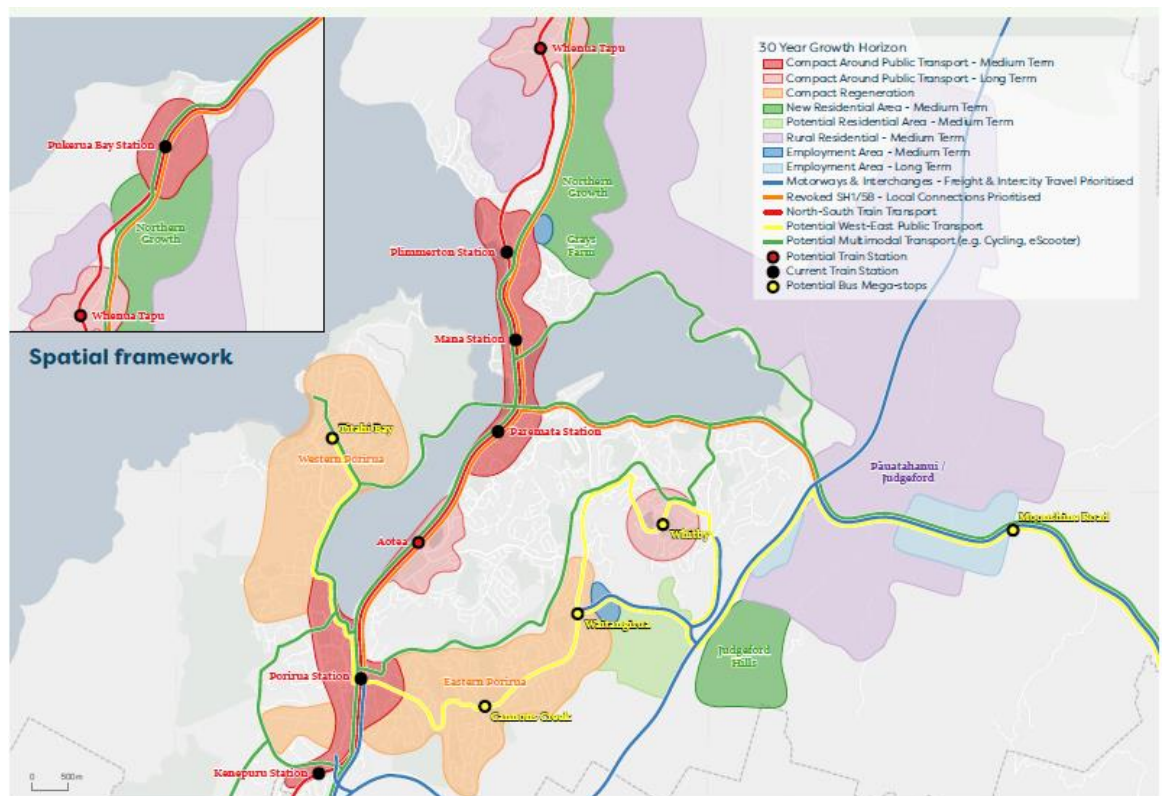 Pukerua Bay Station
Northern
Growth
Whenua Tapu
Spatial framework
Whenua Tapu
30 Year Growth Horizon
Compact Around Public Transport - Medium Term
Compact Around Public Transport - Long Term
Compact Regeneration
New Residential Area - Medium Term
Potential Residential Area - Medium Term
Rural Residential - Medium Term
Employment Area - Medium Term
Employment Area - Long Term
Motorways & Interchanges - Freight & Intercity Travel Prioritised
Revoked SH1/58 - Local Connections Prioritised
North-South Train Transport
Potential West-East Public Transport
Potential Multimodal Transport (e.g. Cycling, eScooter)
Potential Train Station
Current Train Station
Potential Bus Mega-stops
Northern
Growth
Grays
Farm
Plimmerton Station
Mana Station
Titahi Bay
Western Porirua
Paremata Station
Pāuatahanui /
Judgeford
Moonshine Road
Whitby
Aotea
Waitangirua
Judgeford
Hills
Porirua Station
Eastern Porirua
Cannons Creek
Kenepuru Station
0 500m